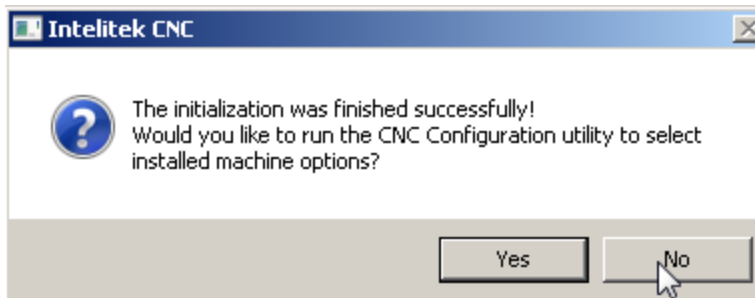 Intelitek CNC
The initialization was finished successfully!
Would you like to run the CNC Configuration utility to select
installed machine options?
Yes No